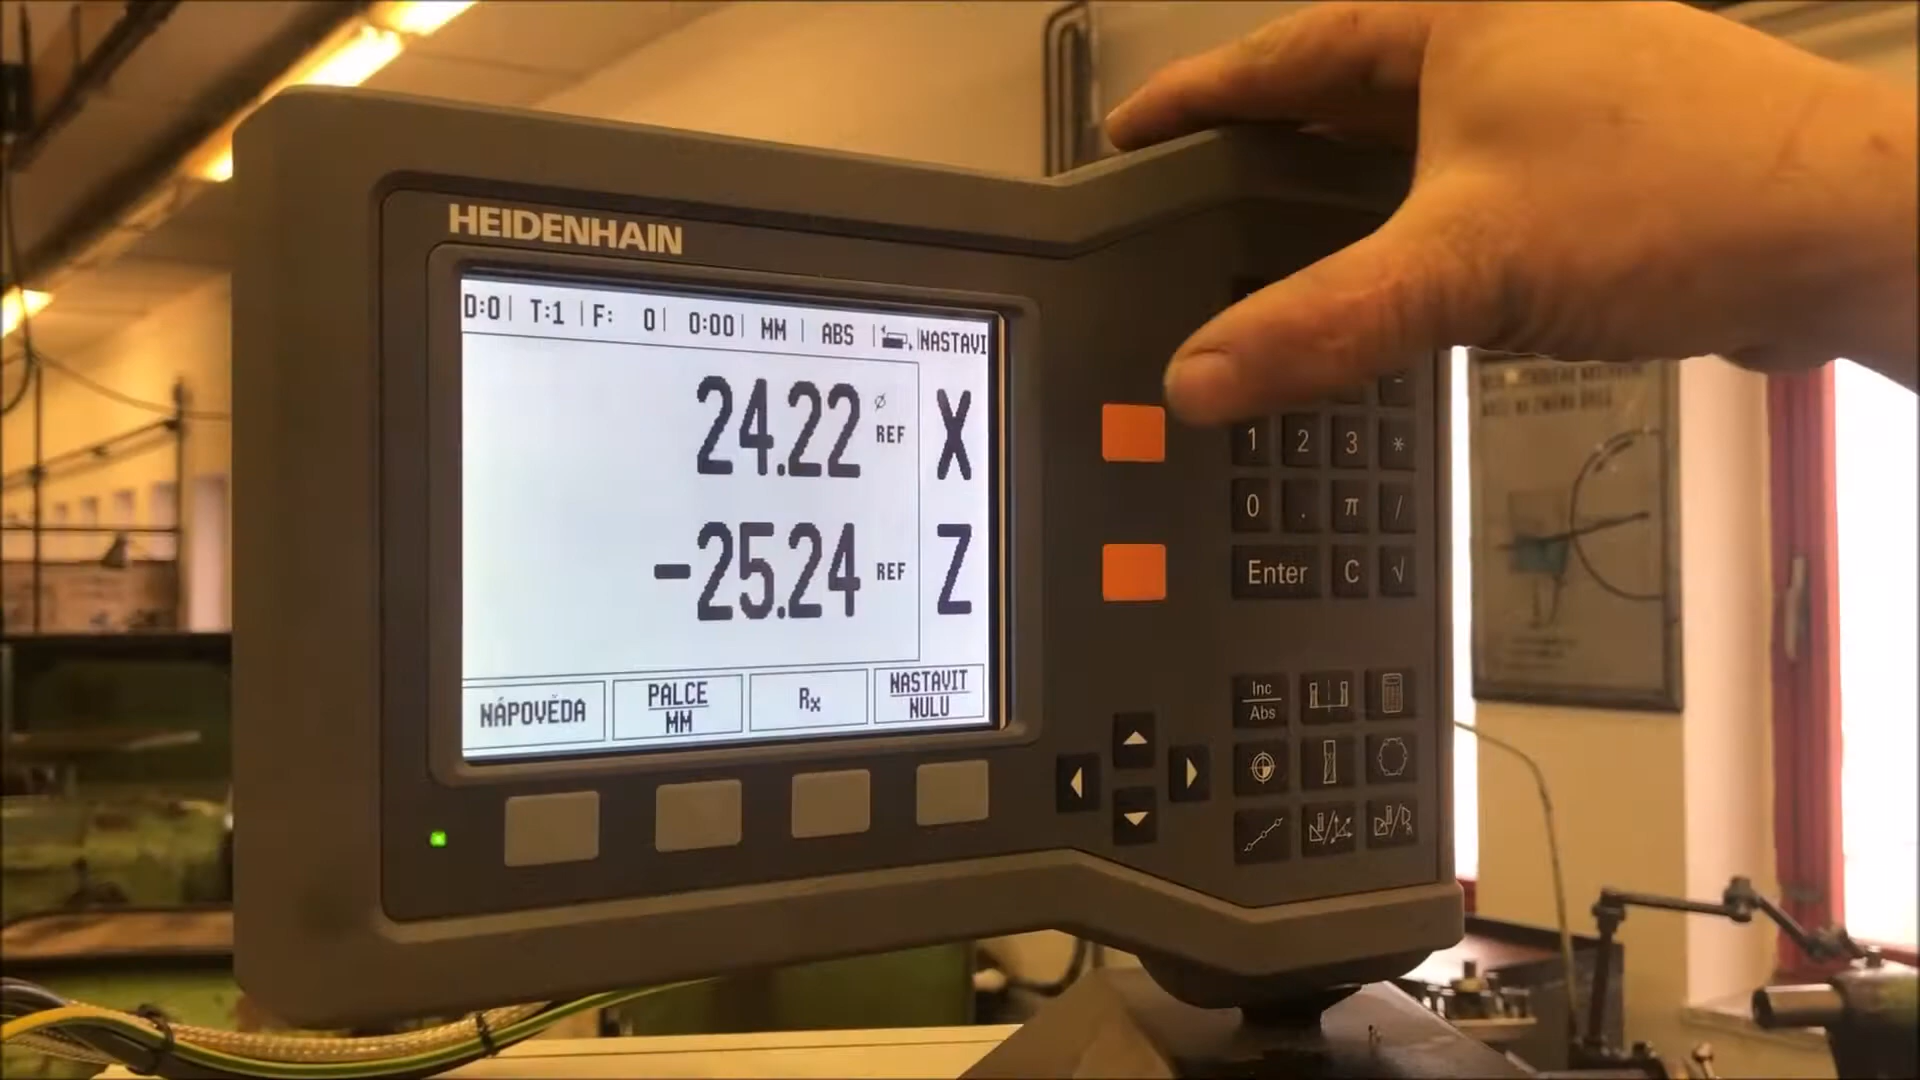 HEIDENHAIN
D:0 T:1 F: 0 0:00 MM ABS NASTAVI
24.22 Ø REF X
-25.24 REF Z
NÁPOVĚDA
PALCE
MM
Rx
NASTAVIT
NULU
1 2 3 *
0 . π /
Enter C √
Inc
Abs